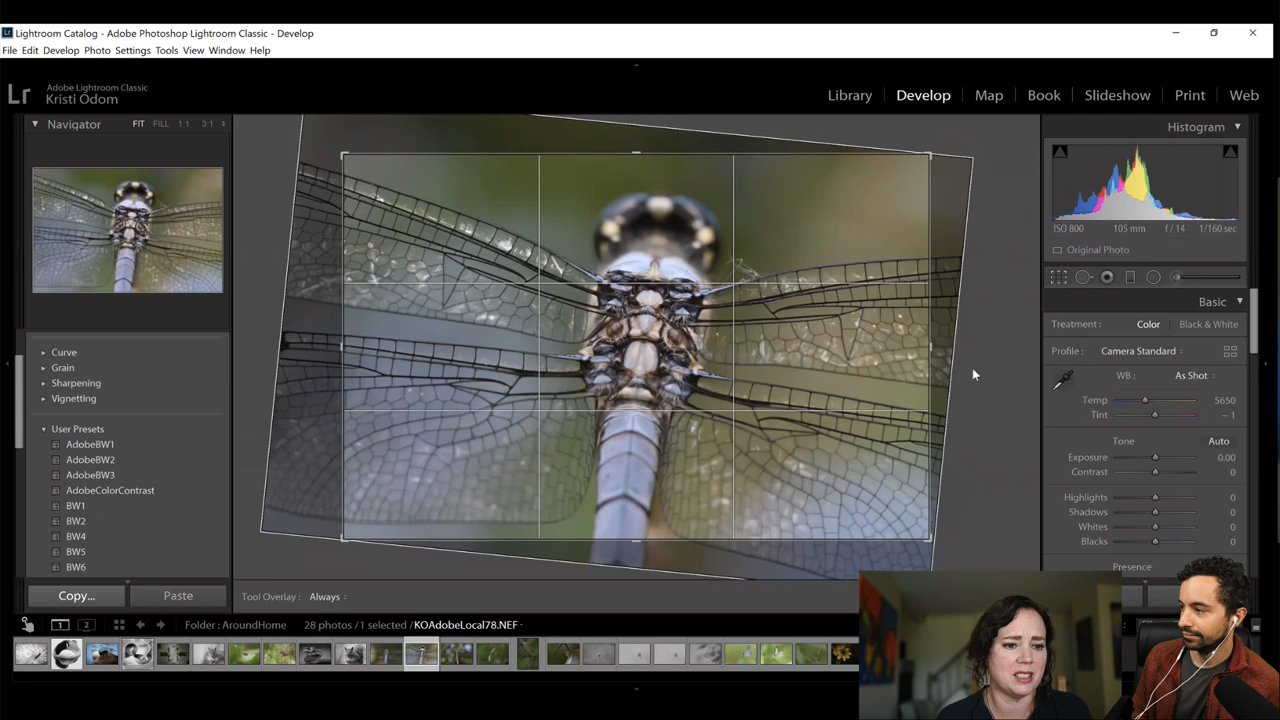 Lightroom Catalog - Adobe Photoshop Lightroom Classic - Develop
File Edit Develop Photo Settings Tools View Window Help
Lr
Adobe Lightroom Classic
Kristi Odom
Library Develop Map Book Slideshow Print Web
Navigator FIT FILL 1:1 3:1
Histogram
ISO 800 105 mm f / 14 1/160 sec
Original Photo
Basic
Treatment : Color Black & White
Profile : Camera Standard
WB : As Shot
Temp 5650
Tint – 1
Tone Auto
Exposure 0.00
Contrast 0
Highlights 0
Shadows 0
Whites 0
Blacks 0
Presence
Curve
Grain
Sharpening
Vignetting
User Presets
AdobeBW1
AdobeBW2
AdobeBW3
AdobeColorContrast
BW1
BW2
BW4
BW5
BW6
Copy... Paste
Tool Overlay : Always
1 2 Folder : AroundHome 28 photos / 1 selected / KOAdobeLocal78.NEF